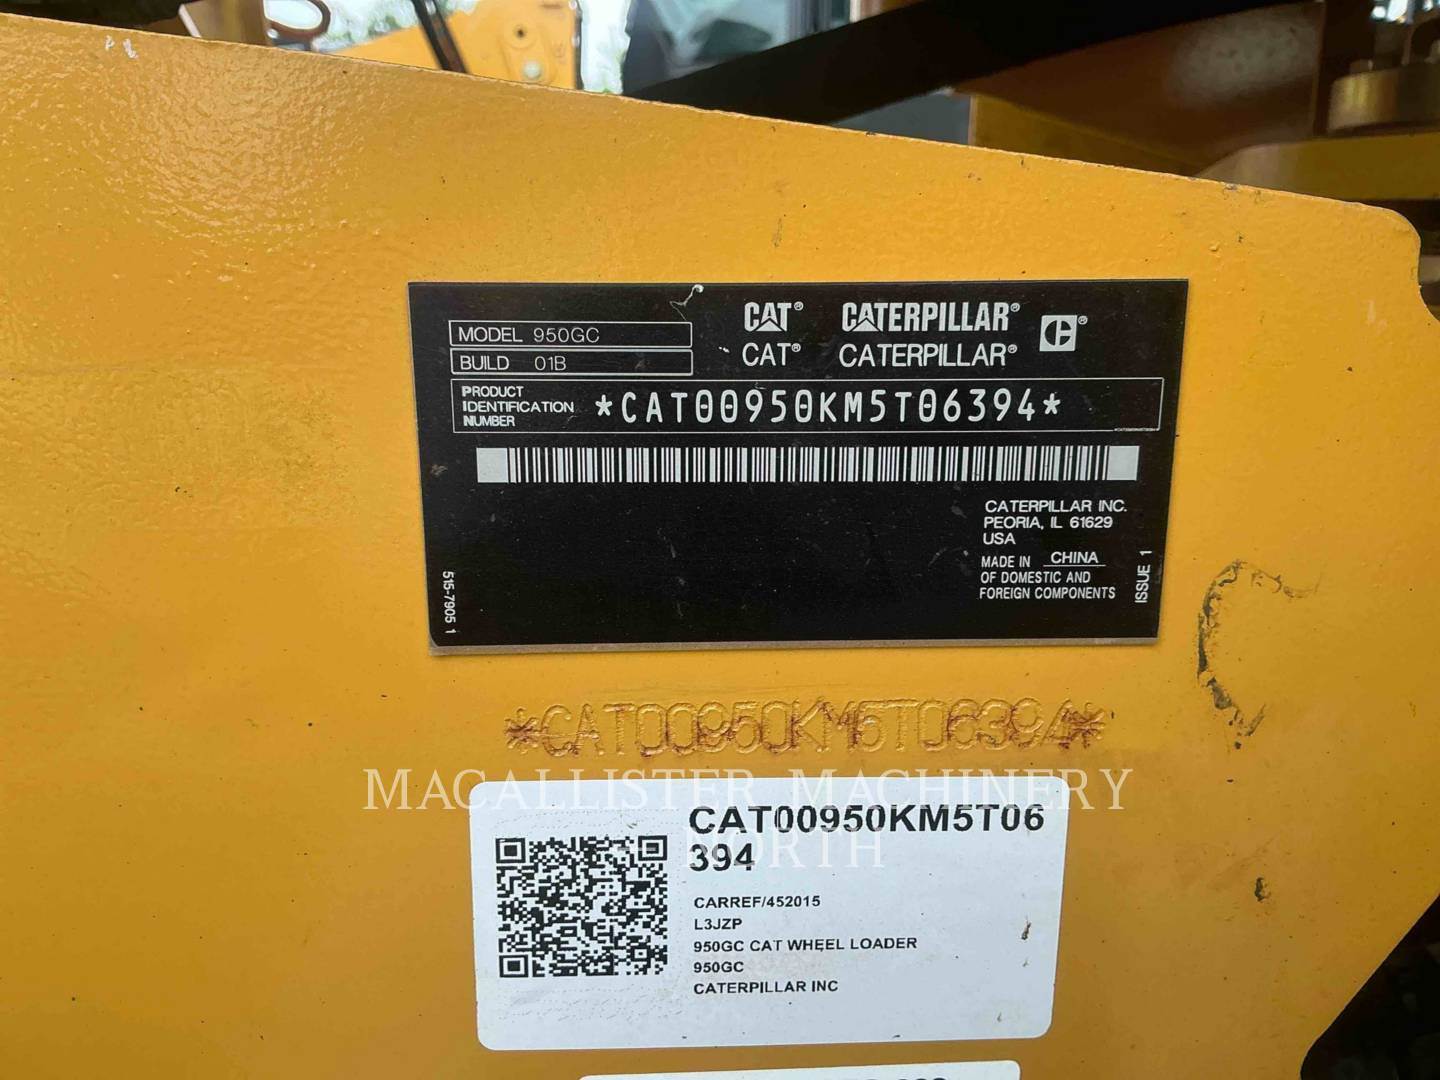 CAT® CATERPILLAR®
MODEL 950GC
CAT® CATERPILLAR®
BUILD 01B
PRODUCT
IDENTIFICATION
NUMBER
*CAT00950KM5T06394*
CATERPILLAR INC.
PEORIA, IL 61629
USA
MADE IN CHINA
OF DOMESTIC AND
FOREIGN COMPONENTS
515-7905 1
ISSUE 1
*CAT00950KM5T06394*
MACALLISTER MACHINERY
NORTH
CAT00950KM5T06
394
CARREF/452015
L3JZP
950GC CAT WHEEL LOADER
950GC
CATERPILLAR INC